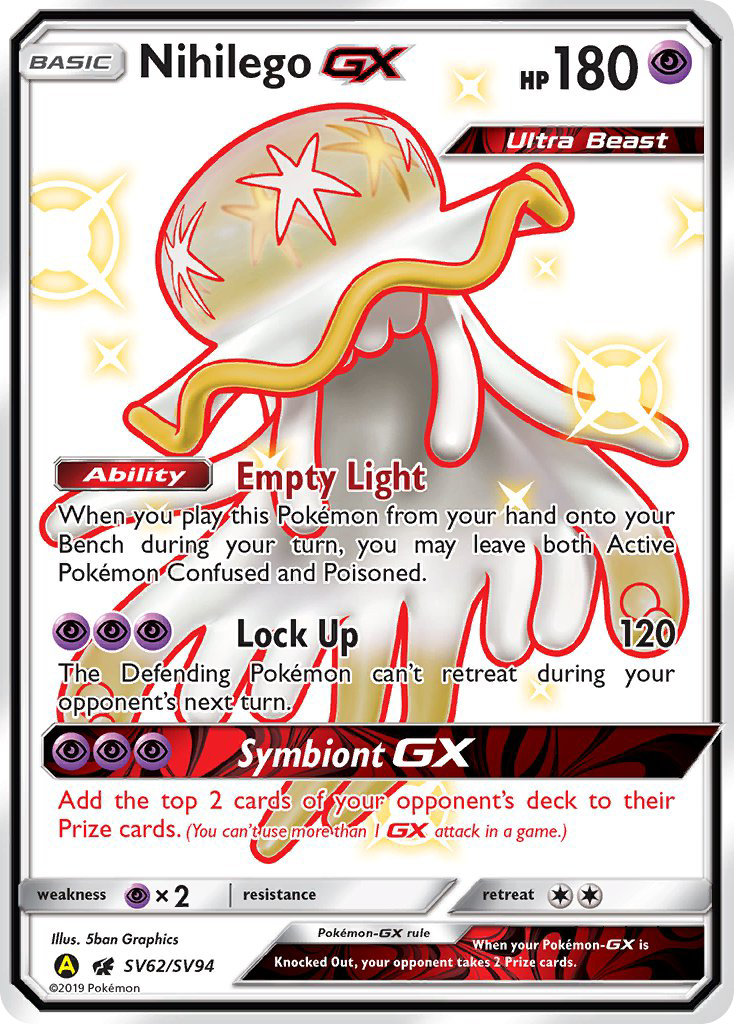 BASIC Nihilego GX HP 180
Ultra Beast
Ability Empty Light
When you play this Pokémon from your hand onto your
Bench during your turn, you may leave both Active
Pokémon Confused and Poisoned.
Lock Up 120
The Defending Pokémon can't retreat during your
opponent's next turn.
Symbiont GX
Add the top 2 cards of your opponent's deck to their
Prize cards. (You can't use more than 1 GX attack in a game.)
weakness ×2 resistance retreat
Illus. 5ban Graphics
Pokémon-GX rule
When your Pokémon-GX is
Knocked Out, your opponent takes 2 Prize cards.
A SV62/SV94
©2019 Pokémon